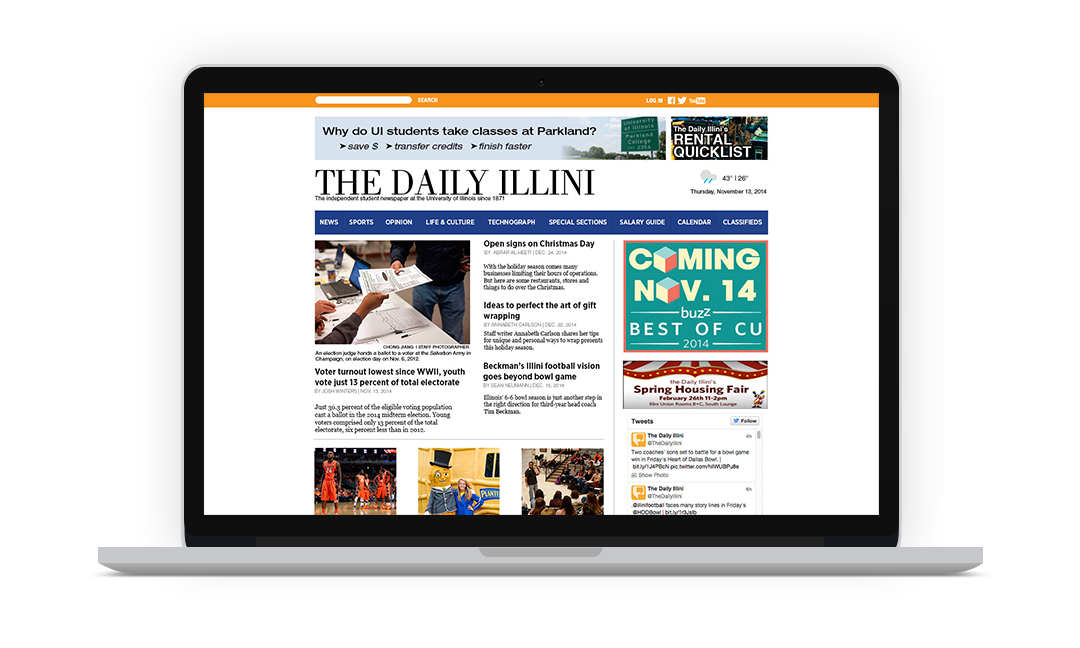 SEARCH
LOG IN
YouTube
Why do UI students take classes at Parkland?
➤ save $ ➤ transfer credits ➤ finish faster
University
of Illinois
Parkland
College
The Daily Illini's
RENTAL
QUICKLIST
THE DAILY ILLINI
The independent student newspaper at the University of Illinois since 1871
43° | 26°
Thursday, November 13, 2014
NEWS SPORTS OPINION LIFE & CULTURE TECHNOGRAPH SPECIAL SECTIONS SALARY GUIDE CALENDAR CLASSIFIEDS
CHONG JIANG. | STAFF PHOTOGRAPHER
An election judge hands a ballot to a voter at the Salvation Army in
Champaign, on election day on Nov. 6, 2012.
Voter turnout lowest since WWII, youth
vote just 13 percent of total electorate
BY JOSH WINTERS | NOV. 13, 2014
Just 36.3 percent of the eligible voting population
cast a ballot in the 2014 midterm election. Young
voters comprised only 13 percent of the total
electorate, six percent less than in 2012.
Open signs on Christmas Day
BY ABRAR AL-HEETI | DEC. 24, 2014
With the holiday season comes many
businesses limiting their hours of operations.
But here are some restaurants, stores and
things to do over the Christmas.
Ideas to perfect the art of gift
wrapping
BY ANNABETH CARLSON | DEC. 22, 2014
Staff writer Annabeth Carlson shares her tips
for unique and personal ways to wrap presents
this holiday season.
Beckman's Illini football vision
goes beyond bowl game
BY SEAN NEUMANN | DEC. 18, 2014
Illinois' 6-6 bowl season is just another step in
the right direction for third-year head coach
Tim Beckman.
PLANTE
COMING
NOV. 14
buzz
BEST OF CU
2014
the Daily Illini's
Spring Housing Fair
February 26th 11-2pm
Illini Union Rooms B+C, South Lounge
Tweets
Follow
The Daily Illini
@TheDailyIllini
Two coaches' sons set to battle for a bowl game
win in Friday's Heart of Dallas Bowl. |
bit.ly/1J4PBcN pic.twitter.com/hIlWUBPu8e
Show Photo
The Daily Illini
@TheDailyIllini
.@illinifootball faces many story lines in Friday's